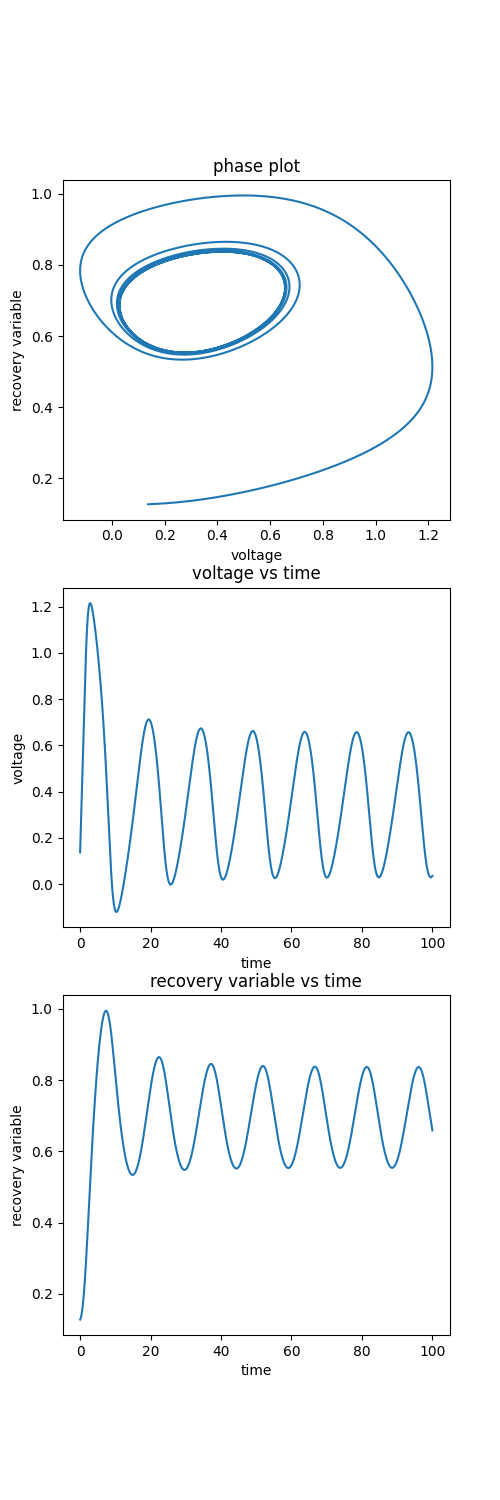 phase plot
1.0
0.8
0.6
0.4
0.2
recovery variable
0.0 0.2 0.4 0.6 0.8 1.0 1.2
voltage
voltage vs time
1.2
1.0
0.8
0.6
0.4
0.2
0.0
voltage
0 20 40 60 80 100
time
recovery variable vs time
1.0
0.8
0.6
0.4
0.2
recovery variable
0 20 40 60 80 100
time